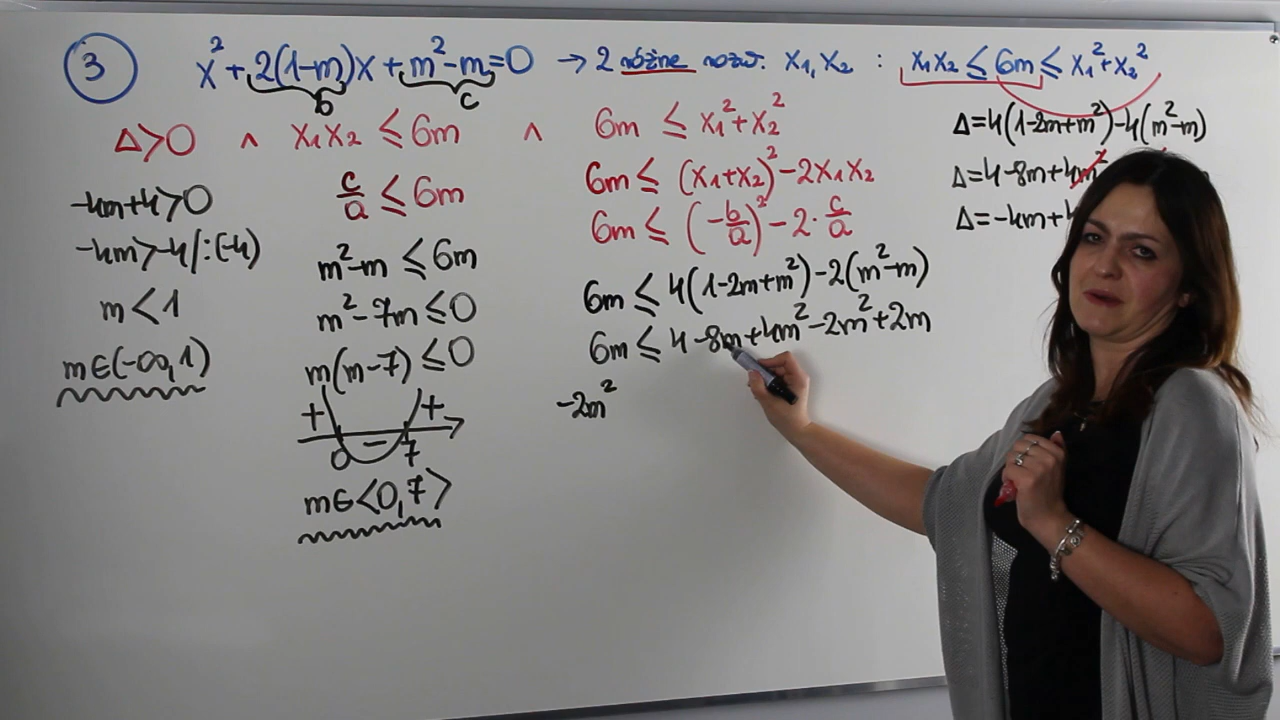 3 x²+2(1-m)x+m²-m=0 → 2 różne rozw. x₁,x₂ : x₁x₂≤6m≤x₁²+x₂²
b c
Δ>0 ∧ x₁x₂≤6m ∧ 6m≤x₁²+x₂²
-4m+4>0
-4m>-4/:(-4)
m<1
m∈(-∞,1)
c/a≤6m
m²-m≤6m
m²-7m≤0
m(m-7)≤0
+ - +
0 7
m∈<0,7>
6m≤(x₁+x₂)²-2x₁x₂
6m≤(-b/a)²-2·c/a
6m≤4(1-2m+m²)-2(m²-m)
6m≤4-8m+4m²-2m²+2m
-2m²
Δ=4(1-2m+m²)-4(m²-m)
Δ=4-8m+4m²
Δ=-4m+4